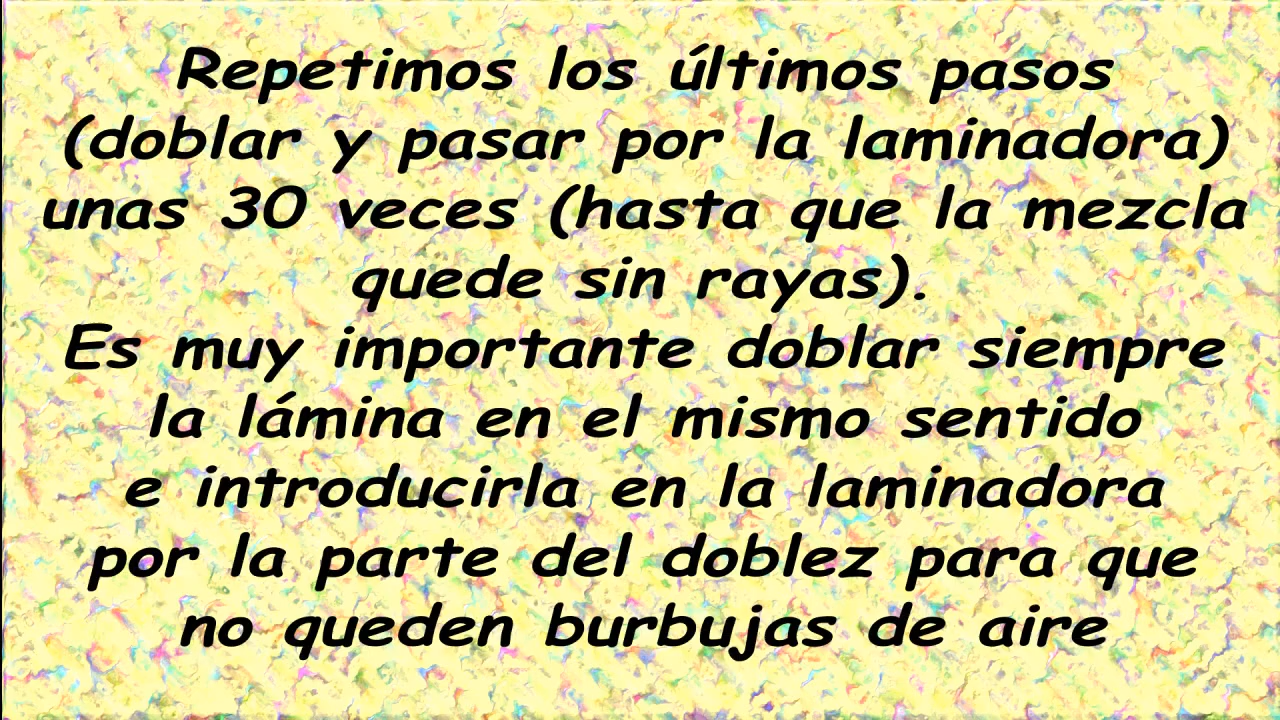 Repetimos los últimos pasos
(doblar y pasar por la laminadora)
unas 30 veces (hasta que la mezcla
quede sin rayas).
Es muy importante doblar siempre
la lámina en el mismo sentido
e introducirla en la laminadora
por la parte del doblez para que
no queden burbujas de aire